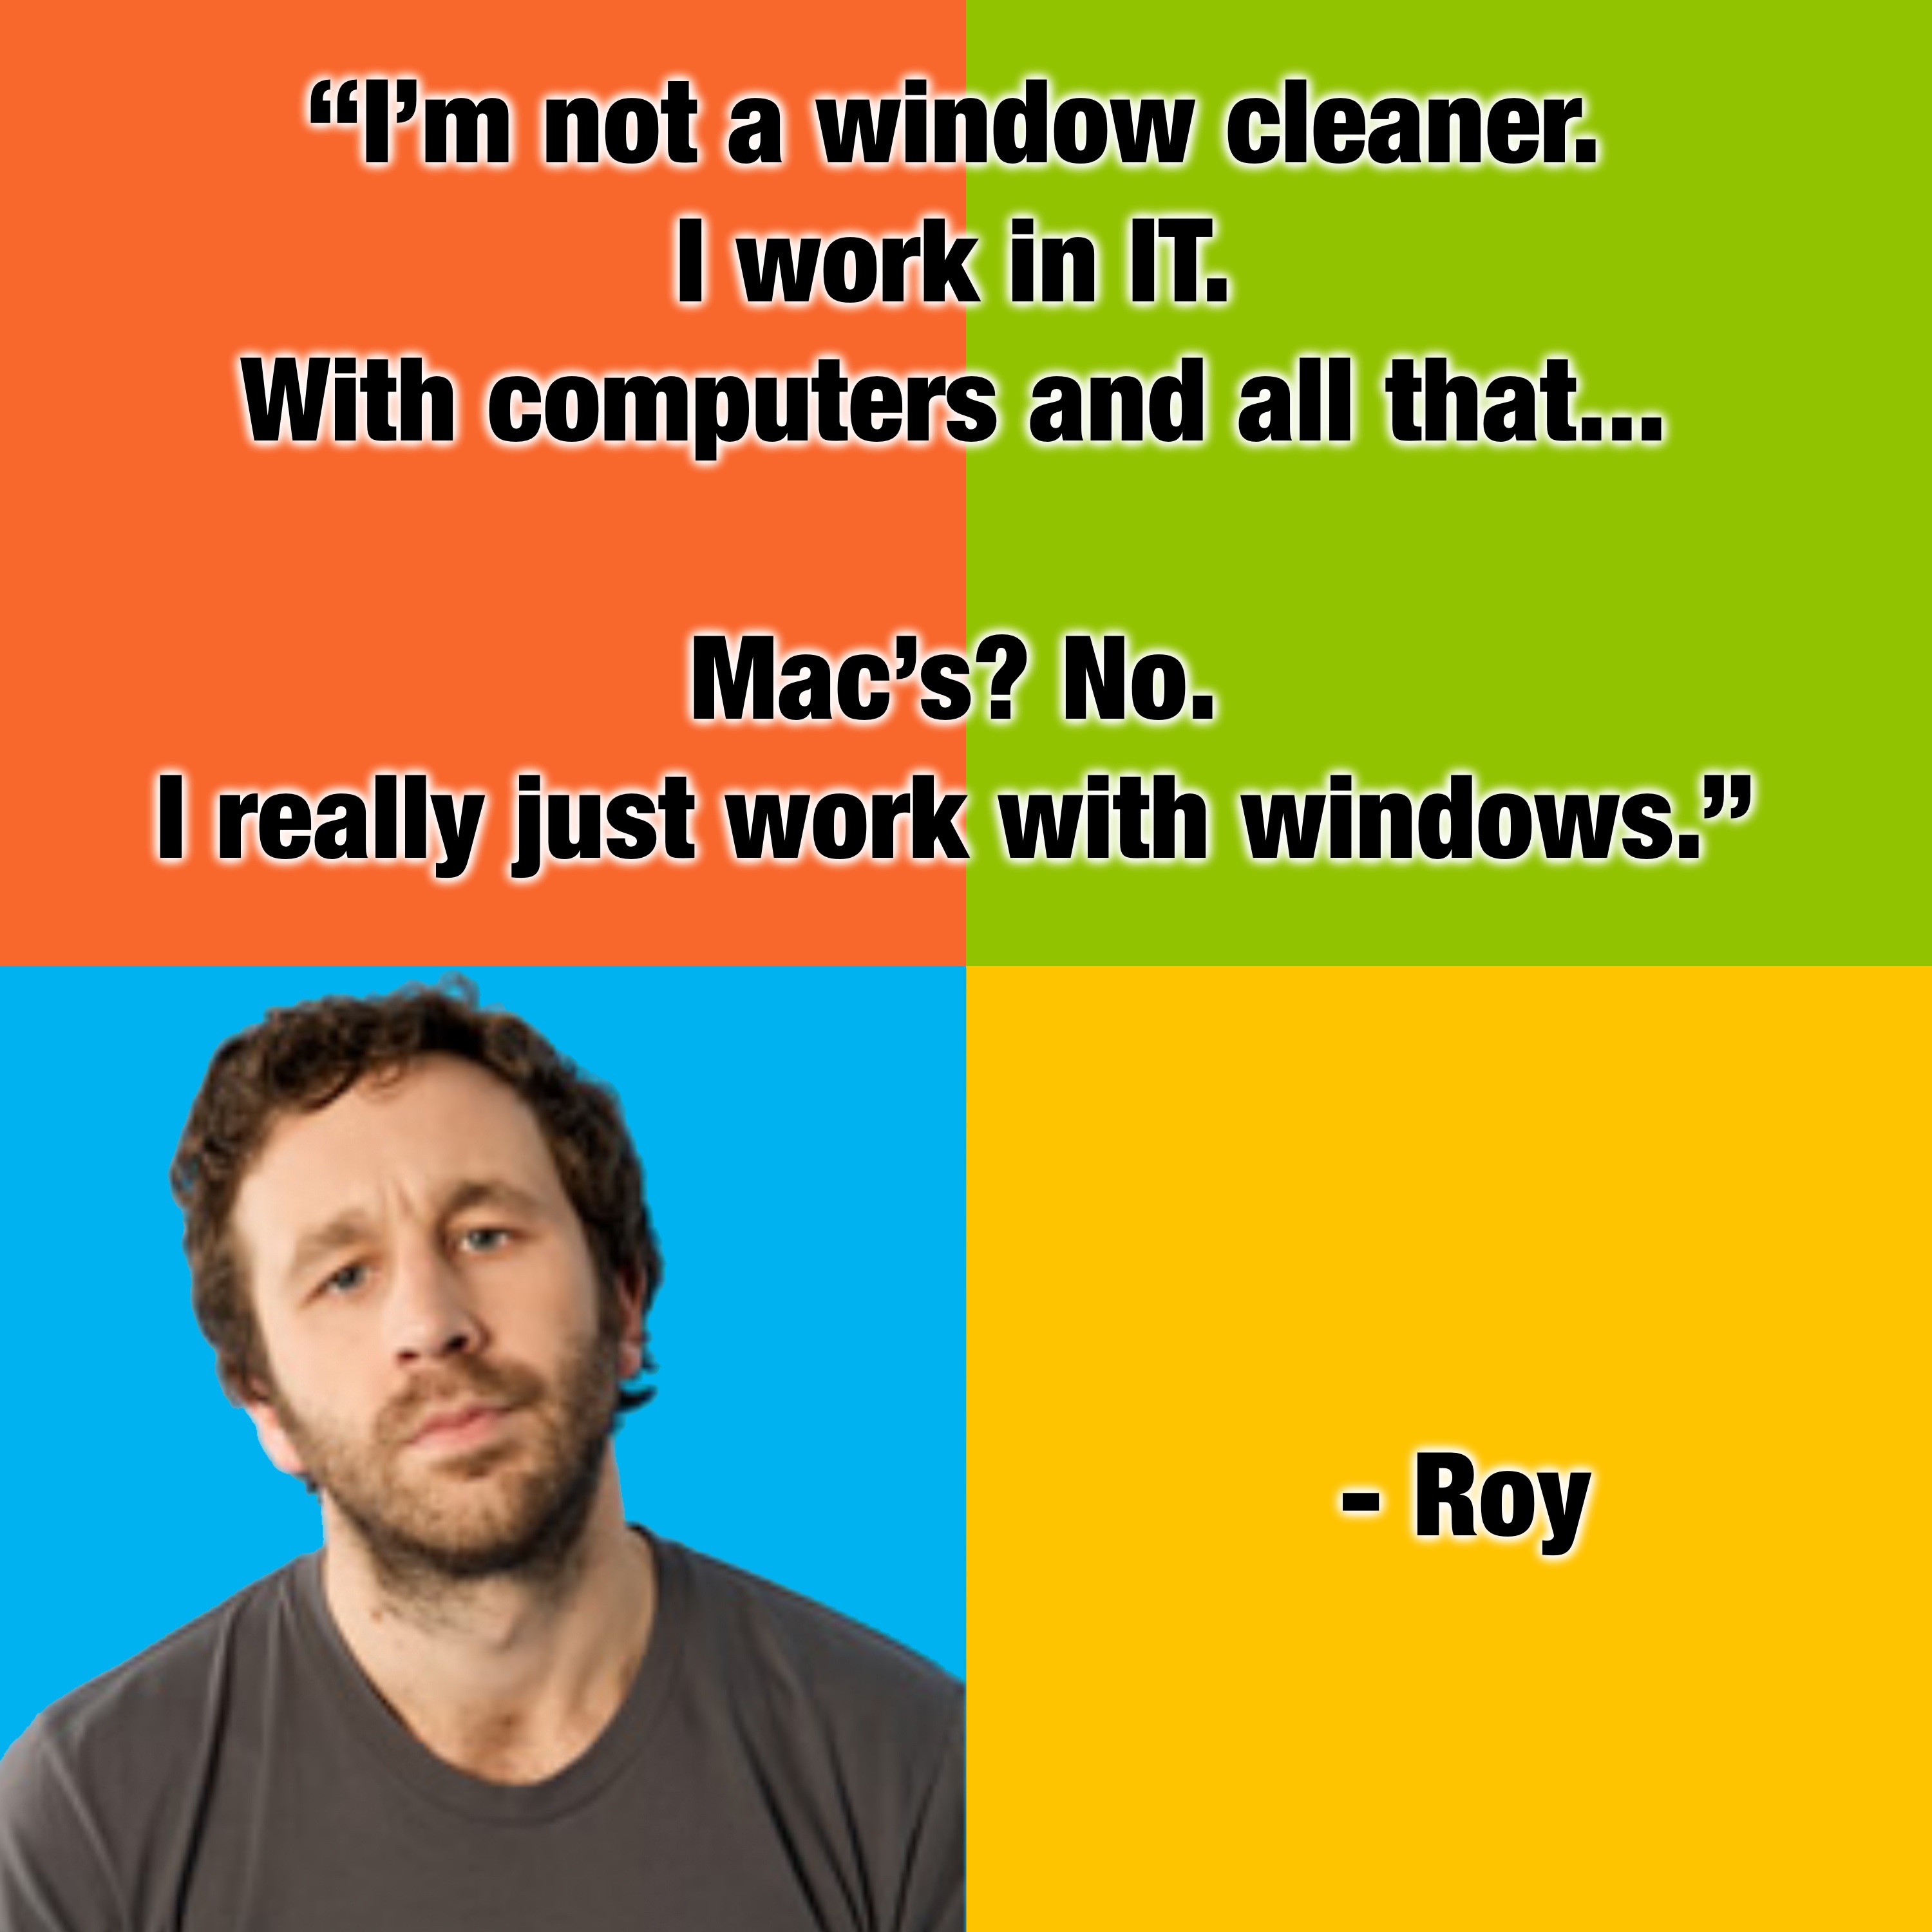 “I’m not a window cleaner.
I work in IT.
With computers and all that...
Mac’s? No.
I really just work with windows.”
- Roy